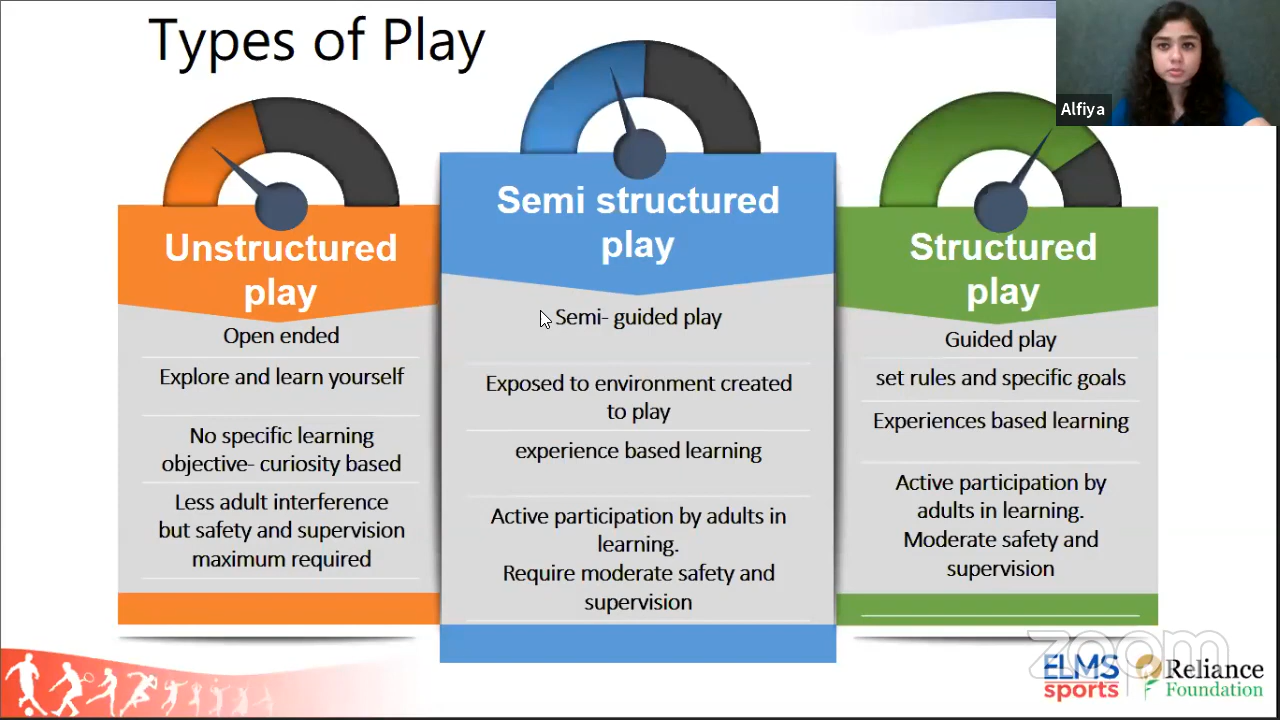 Types of Play
Alfiya
Unstructured
play
Open ended
Explore and learn yourself
No specific learning
objective- curiosity based
Less adult interference
but safety and supervision
maximum required
Semi structured
play
Semi- guided play
Exposed to environment created
to play
experience based learning
Active participation by adults in
learning.
Require moderate safety and
supervision
Structured
play
Guided play
set rules and specific goals
Experiences based learning
Active participation by
adults in learning.
Moderate safety and
supervision
zoom
ELMS
sports
Reliance
Foundation